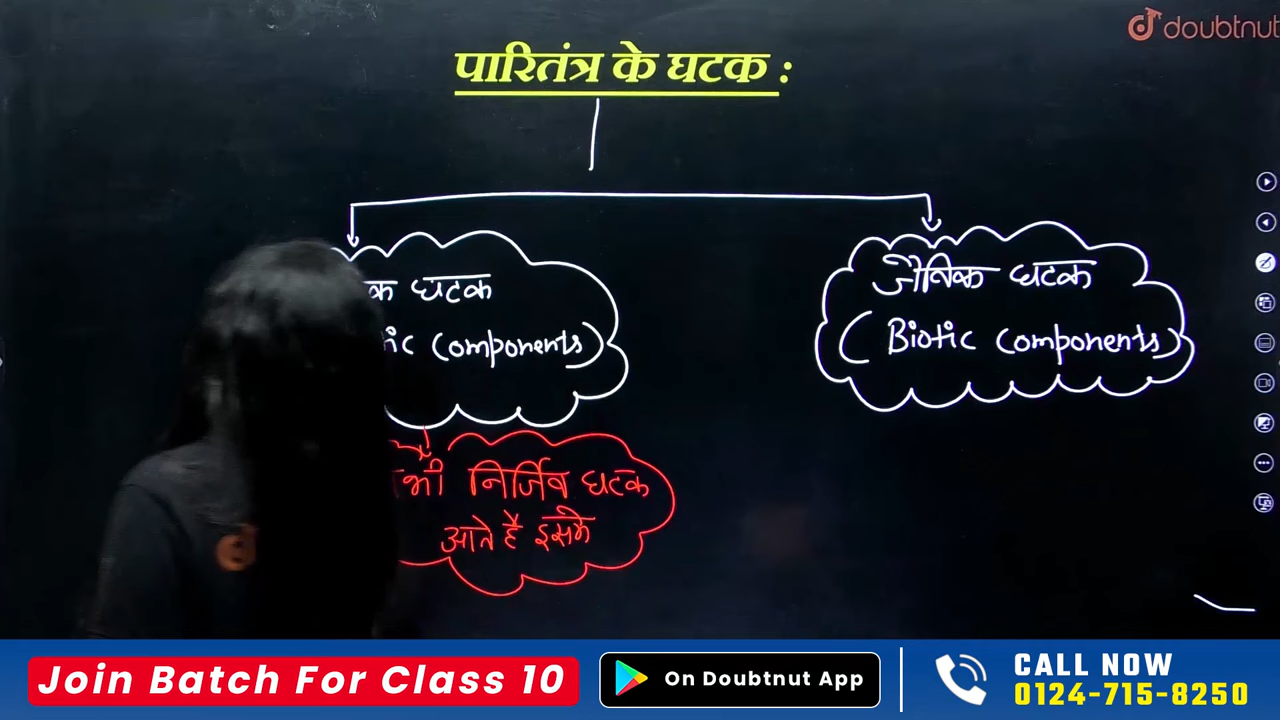 doubtnut
पारितंत्र के घटक :
घटक
(components)
जैविक घटक
(Biotic components)
निर्जिव घटक
आते है इसमे
Join Batch For Class 10
On Doubtnut App
CALL NOW
0124-715-8250